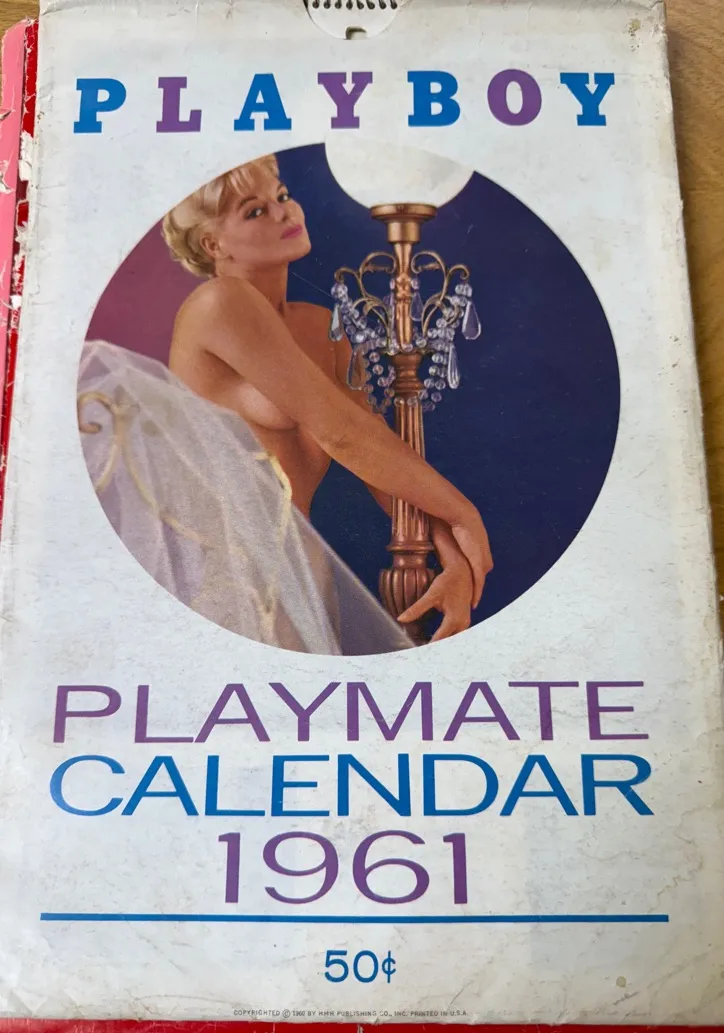 PLAYBOY
PLAYMATE
CALENDAR
1961
50¢
COPYRIGHTED © 1960 BY HMH PUBLISHING CO., INC. PRINTED IN U.S.A.